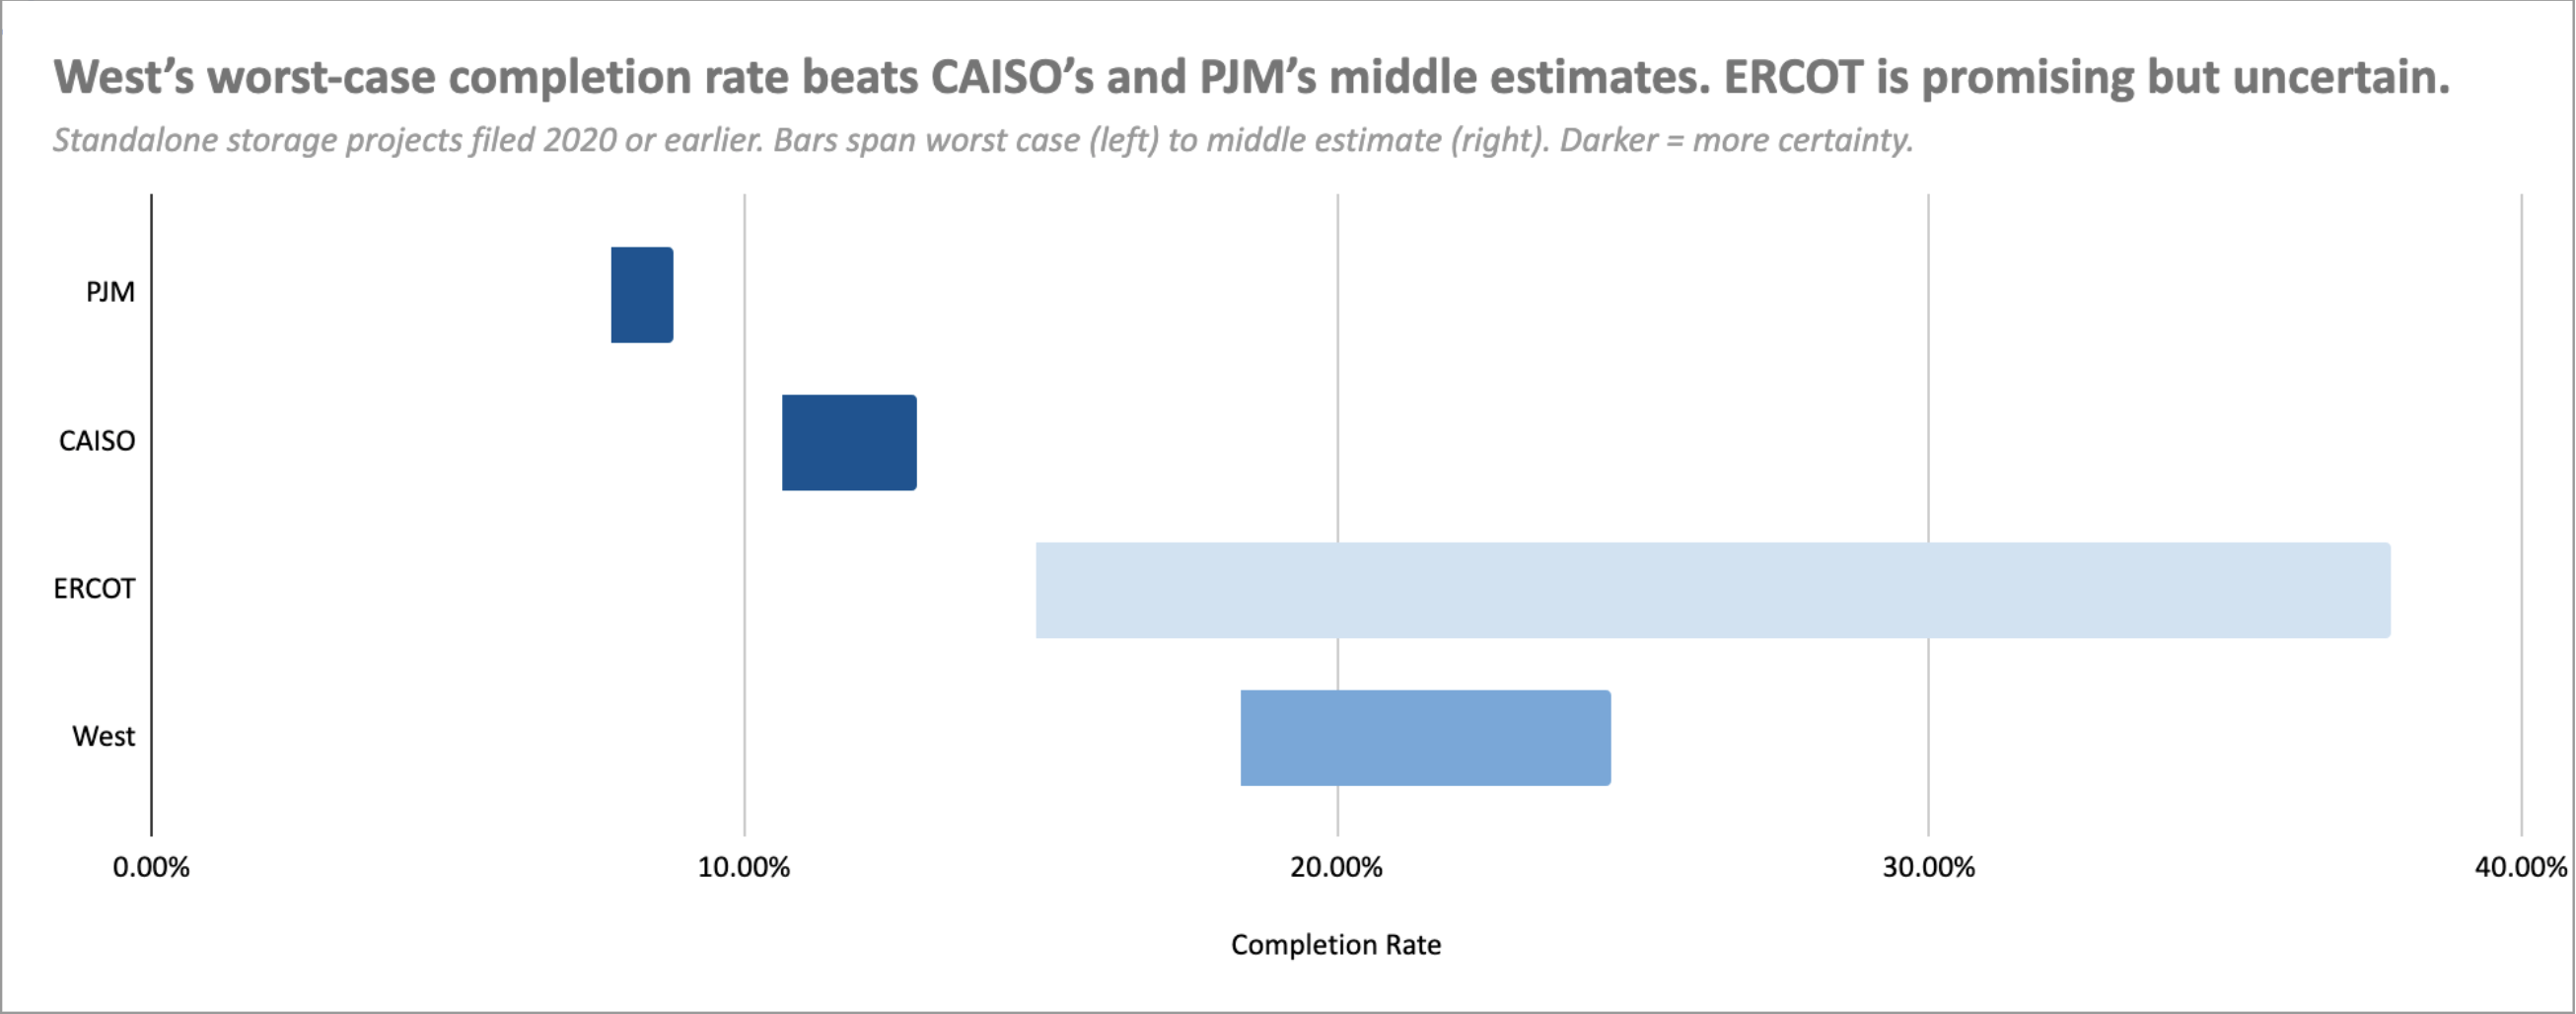 West’s worst-case completion rate beats CAISO’s and PJM’s middle estimates. ERCOT is promising but uncertain.
Standalone storage projects filed 2020 or earlier. Bars span worst case (left) to middle estimate (right). Darker = more certainty.
PJM
CAISO
ERCOT
West
0.00% 10.00% 20.00% 30.00% 40.00%
Completion Rate